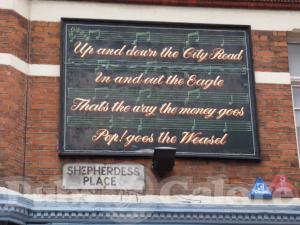 Up and down the City Road
In and out the Eagle
Thats the way the money goes
Pop! goes the Weasel
SHEPHERDESS
PLACE